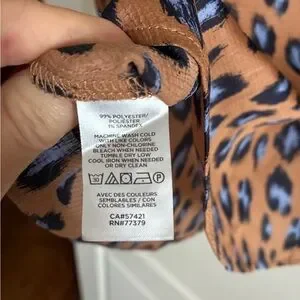 99% POLYESTER/
POLIESTER
1% SPANDEX
MACHINE WASH COLD
WITH LIKE COLORS
ONLY NON-CHLORINE
BLEACH WHEN NEEDED
TUMBLE DRY LOW
COOL IRON WHEN NEEDED
OR DRY CLEAN
AVEC DES COULEURS
SEMBLABLES / CON
COLORES SIMILARES
CA#57421
RN#77379